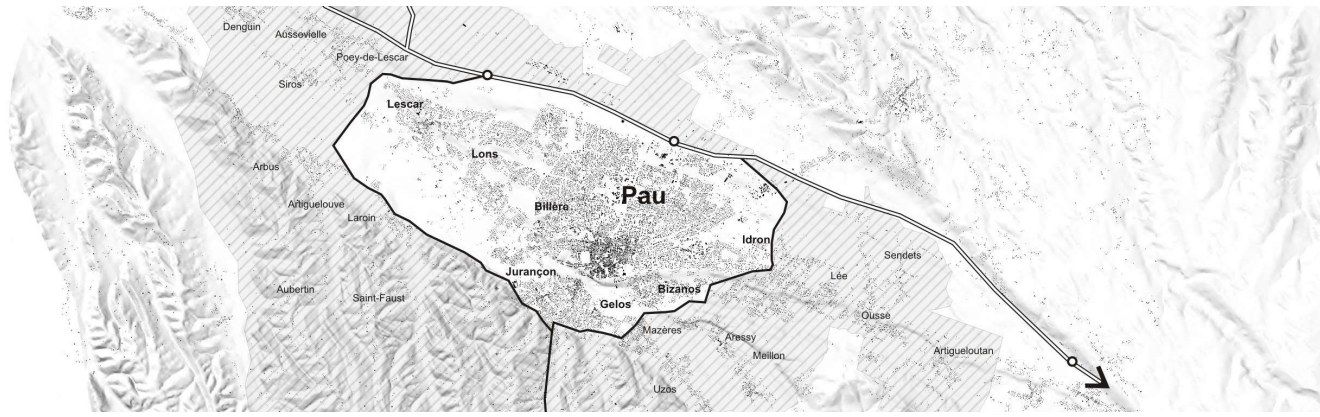 Denguin
Aussevielle
Poey-de-Lescar
Siros
Lescar
Lons
Arbus
Pau
Artiguelouve
Billère
Laroin
Idron
Sendets
Jurançon
Lée
Aubertin
Bizanos
Saint-Faust
Gelos
Ousse
Mazères
Aressy
Artigueloutan
Meillon
Uzos